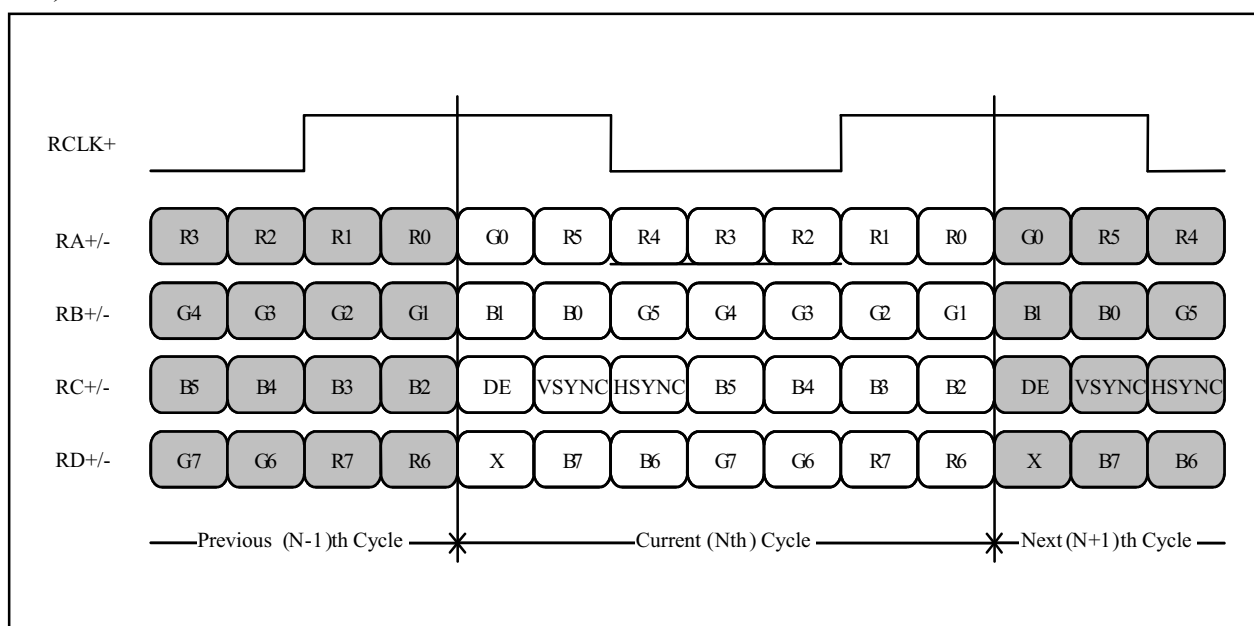 RCLK+
RA+/- R3 R2 R1 R0 G0 R5 R4 R3 R2 R1 R0 G0 R5 R4
RB+/- G4 G3 G2 G1 B1 B0 G5 G4 G3 G2 G1 B1 B0 G5
RC+/- B5 B4 B3 B2 DE VSYNC HSYNC B5 B4 B3 B2 DE VSYNC HSYNC
RD+/- G7 G6 R7 R6 X B7 B6 G7 G6 R7 R6 X B7 B6
Previous (N-1)th Cycle Current (Nth) Cycle Next (N+1)th Cycle